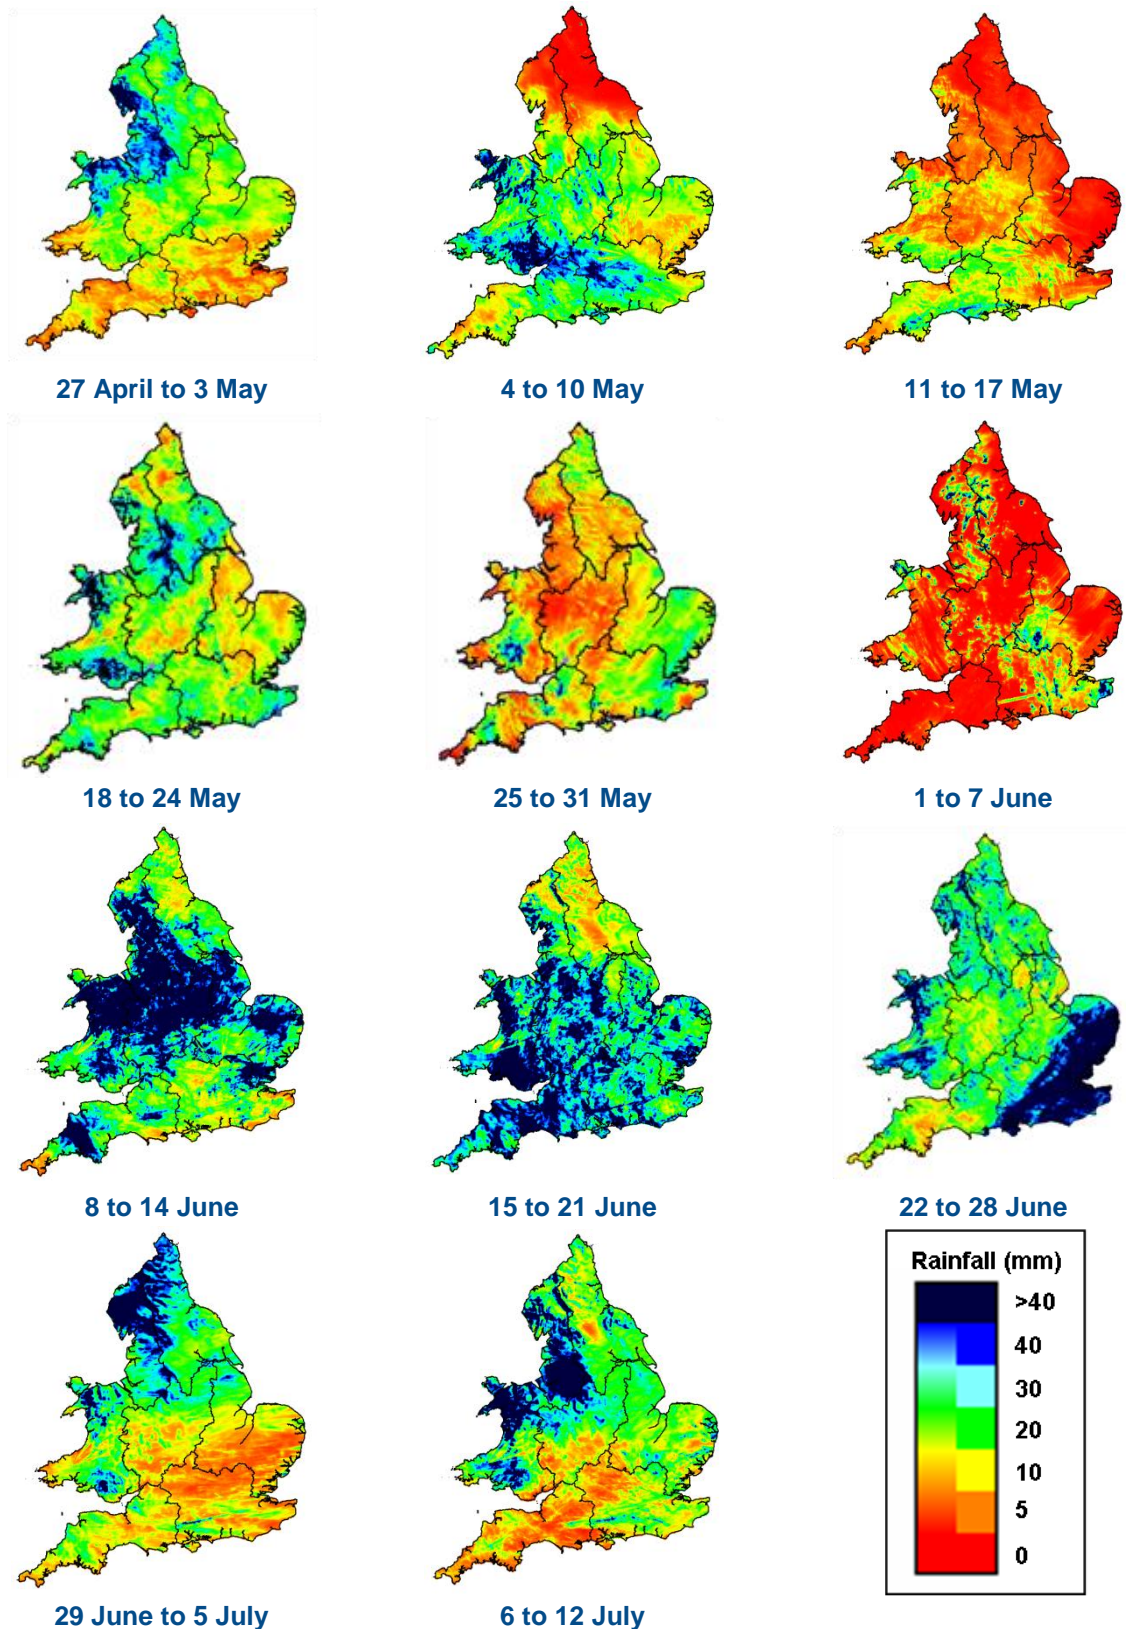 27 April to 3 May
4 to 10 May
11 to 17 May
18 to 24 May
25 to 31 May
1 to 7 June
8 to 14 June
15 to 21 June
22 to 28 June
29 June to 5 July
6 to 12 July
Rainfall (mm)
>40
40
30
20
10
5
0